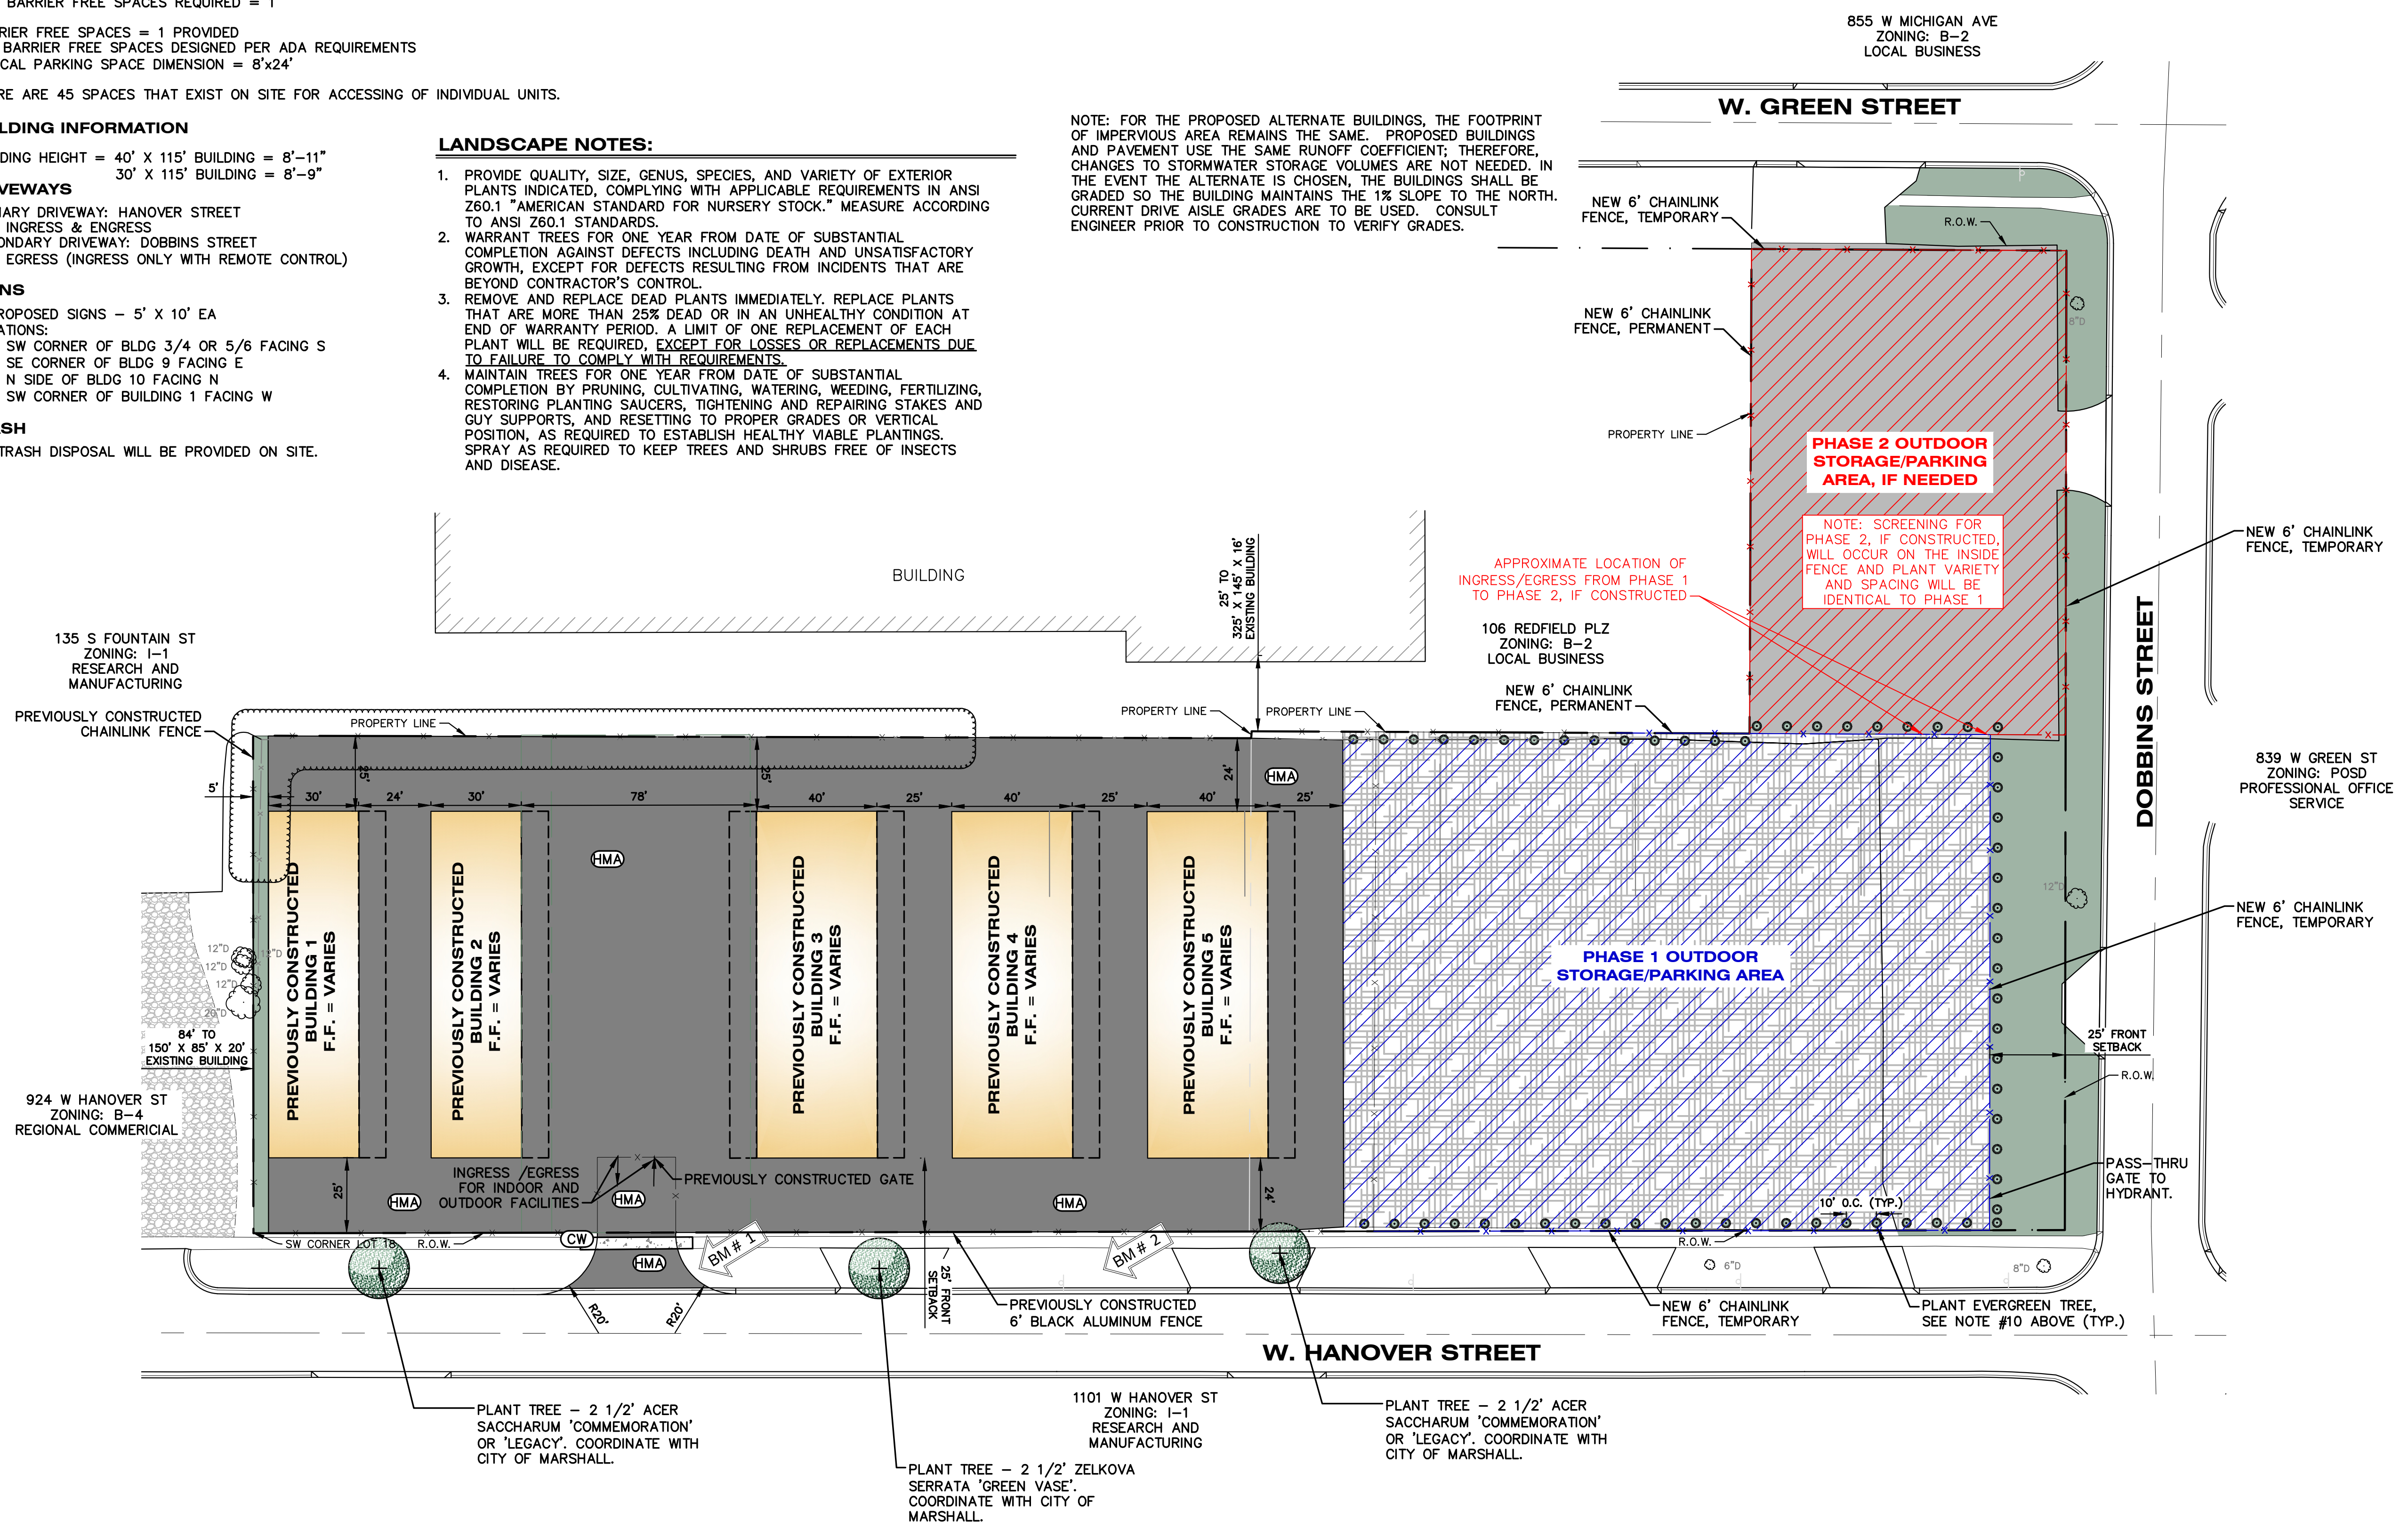 BARRIER FREE SPACES REQUIRED = 1
RIER FREE SPACES = 1 PROVIDED
BARRIER FREE SPACES DESIGNED PER ADA REQUIREMENTS
CAL PARKING SPACE DIMENSION = 8'x24'
RE ARE 45 SPACES THAT EXIST ON SITE FOR ACCESSING OF INDIVIDUAL UNITS.
LDING INFORMATION
DING HEIGHT = 40' X 115' BUILDING = 8'-11"
30' X 115' BUILDING = 8'-9"
VEWAYS
ARY DRIVEWAY: HANOVER STREET
INGRESS & ENGRESS
ONDARY DRIVEWAY: DOBBINS STREET
EGRESS (INGRESS ONLY WITH REMOTE CONTROL)
NS
ROPOSED SIGNS - 5' X 10' EA
ATIONS:
SW CORNER OF BLDG 3/4 OR 5/6 FACING S
SE CORNER OF BLDG 9 FACING E
N SIDE OF BLDG 10 FACING N
SW CORNER OF BUILDING 1 FACING W
SH
TRASH DISPOSAL WILL BE PROVIDED ON SITE.
LANDSCAPE NOTES:
1. PROVIDE QUALITY, SIZE, GENUS, SPECIES, AND VARIETY OF EXTERIOR
PLANTS INDICATED, COMPLYING WITH APPLICABLE REQUIREMENTS IN ANSI
Z60.1 "AMERICAN STANDARD FOR NURSERY STOCK." MEASURE ACCORDING
TO ANSI Z60.1 STANDARDS.
2. WARRANT TREES FOR ONE YEAR FROM DATE OF SUBSTANTIAL
COMPLETION AGAINST DEFECTS INCLUDING DEATH AND UNSATISFACTORY
GROWTH, EXCEPT FOR DEFECTS RESULTING FROM INCIDENTS THAT ARE
BEYOND CONTRACTOR'S CONTROL.
3. REMOVE AND REPLACE DEAD PLANTS IMMEDIATELY. REPLACE PLANTS
THAT ARE MORE THAN 25% DEAD OR IN AN UNHEALTHY CONDITION AT
END OF WARRANTY PERIOD. A LIMIT OF ONE REPLACEMENT OF EACH
PLANT WILL BE REQUIRED, EXCEPT FOR LOSSES OR REPLACEMENTS DUE
TO FAILURE TO COMPLY WITH REQUIREMENTS.
4. MAINTAIN TREES FOR ONE YEAR FROM DATE OF SUBSTANTIAL
COMPLETION BY PRUNING, CULTIVATING, WATERING, WEEDING, FERTILIZING,
RESTORING PLANTING SAUCERS, TIGHTENING AND REPAIRING STAKES AND
GUY SUPPORTS, AND RESETTING TO PROPER GRADES OR VERTICAL
POSITION, AS REQUIRED TO ESTABLISH HEALTHY VIABLE PLANTINGS.
SPRAY AS REQUIRED TO KEEP TREES AND SHRUBS FREE OF INSECTS
AND DISEASE.
NOTE: FOR THE PROPOSED ALTERNATE BUILDINGS, THE FOOTPRINT
OF IMPERVIOUS AREA REMAINS THE SAME. PROPOSED BUILDINGS
AND PAVEMENT USE THE SAME RUNOFF COEFFICIENT; THEREFORE,
CHANGES TO STORMWATER STORAGE VOLUMES ARE NOT NEEDED. IN
THE EVENT THE ALTERNATE IS CHOSEN, THE BUILDINGS SHALL BE
GRADED SO THE BUILDING MAINTAINS THE 1% SLOPE TO THE NORTH.
CURRENT DRIVE AISLE GRADES ARE TO BE USED. CONSULT
ENGINEER PRIOR TO CONSTRUCTION TO VERIFY GRADES.
855 W MICHIGAN AVE
ZONING: B-2
LOCAL BUSINESS
W. GREEN STREET
NEW 6' CHAINLINK
FENCE, TEMPORARY
R.O.W.
8"D
NEW 6' CHAINLINK
FENCE, PERMANENT
PROPERTY LINE
PHASE 2 OUTDOOR
STORAGE/PARKING
AREA, IF NEEDED
NOTE: SCREENING FOR
PHASE 2, IF CONSTRUCTED,
WILL OCCUR ON THE INSIDE
FENCE AND PLANT VARIETY
AND SPACING WILL BE
IDENTICAL TO PHASE 1
NEW 6' CHAINLINK
FENCE, TEMPORARY
APPROXIMATE LOCATION OF
INGRESS/EGRESS FROM PHASE 1
TO PHASE 2, IF CONSTRUCTED
BUILDING
25' TO
325' X 145' X 16'
EXISTING BUILDING
106 REDFIELD PLZ
ZONING: B-2
LOCAL BUSINESS
NEW 6' CHAINLINK
FENCE, PERMANENT
135 S FOUNTAIN ST
ZONING: I-1
RESEARCH AND
MANUFACTURING
PREVIOUSLY CONSTRUCTED
CHAINLINK FENCE
PROPERTY LINE
PROPERTY LINE
PROPERTY LINE
DOBBINS STREET
839 W GREEN ST
ZONING: POSD
PROFESSIONAL OFFICE
SERVICE
5'
25'
25'
24'
HMA
30'
24'
30'
78'
40'
25'
40'
25'
40'
25'
HMA
PREVIOUSLY CONSTRUCTED
BUILDING 1
F.F. = VARIES
PREVIOUSLY CONSTRUCTED
BUILDING 2
F.F. = VARIES
PREVIOUSLY CONSTRUCTED
BUILDING 3
F.F. = VARIES
PREVIOUSLY CONSTRUCTED
BUILDING 4
F.F. = VARIES
PREVIOUSLY CONSTRUCTED
BUILDING 5
F.F. = VARIES
PHASE 1 OUTDOOR
STORAGE/PARKING AREA
12"D
NEW 6' CHAINLINK
FENCE, TEMPORARY
12"D
12"D
12"D
12"D
20"D
84' TO
150' X 85' X 20'
EXISTING BUILDING
25' FRONT
SETBACK
R.O.W.
924 W HANOVER ST
ZONING: B-4
REGIONAL COMMERICIAL
INGRESS /EGRESS
FOR INDOOR AND
OUTDOOR FACILITIES
PREVIOUSLY CONSTRUCTED GATE
PASS-THRU
GATE TO
HYDRANT.
25'
HMA
HMA
HMA
24'
10' O.C. (TYP.)
SW CORNER LOT 18
R.O.W.
CW
HMA
BM # 1
BM # 2
R.O.W.
25' FRONT
SETBACK
6"D
8"D
R20'
R20'
PREVIOUSLY CONSTRUCTED
6' BLACK ALUMINUM FENCE
NEW 6' CHAINLINK
FENCE, TEMPORARY
PLANT EVERGREEN TREE,
SEE NOTE #10 ABOVE (TYP.)
W. HANOVER STREET
PLANT TREE - 2 1/2' ACER
SACCHARUM 'COMMEMORATION'
OR 'LEGACY'. COORDINATE WITH
CITY OF MARSHALL.
1101 W HANOVER ST
ZONING: I-1
RESEARCH AND
MANUFACTURING
PLANT TREE - 2 1/2' ACER
SACCHARUM 'COMMEMORATION'
OR 'LEGACY'. COORDINATE WITH
CITY OF MARSHALL.
PLANT TREE - 2 1/2' ZELKOVA
SERRATA 'GREEN VASE'.
COORDINATE WITH CITY OF
MARSHALL.